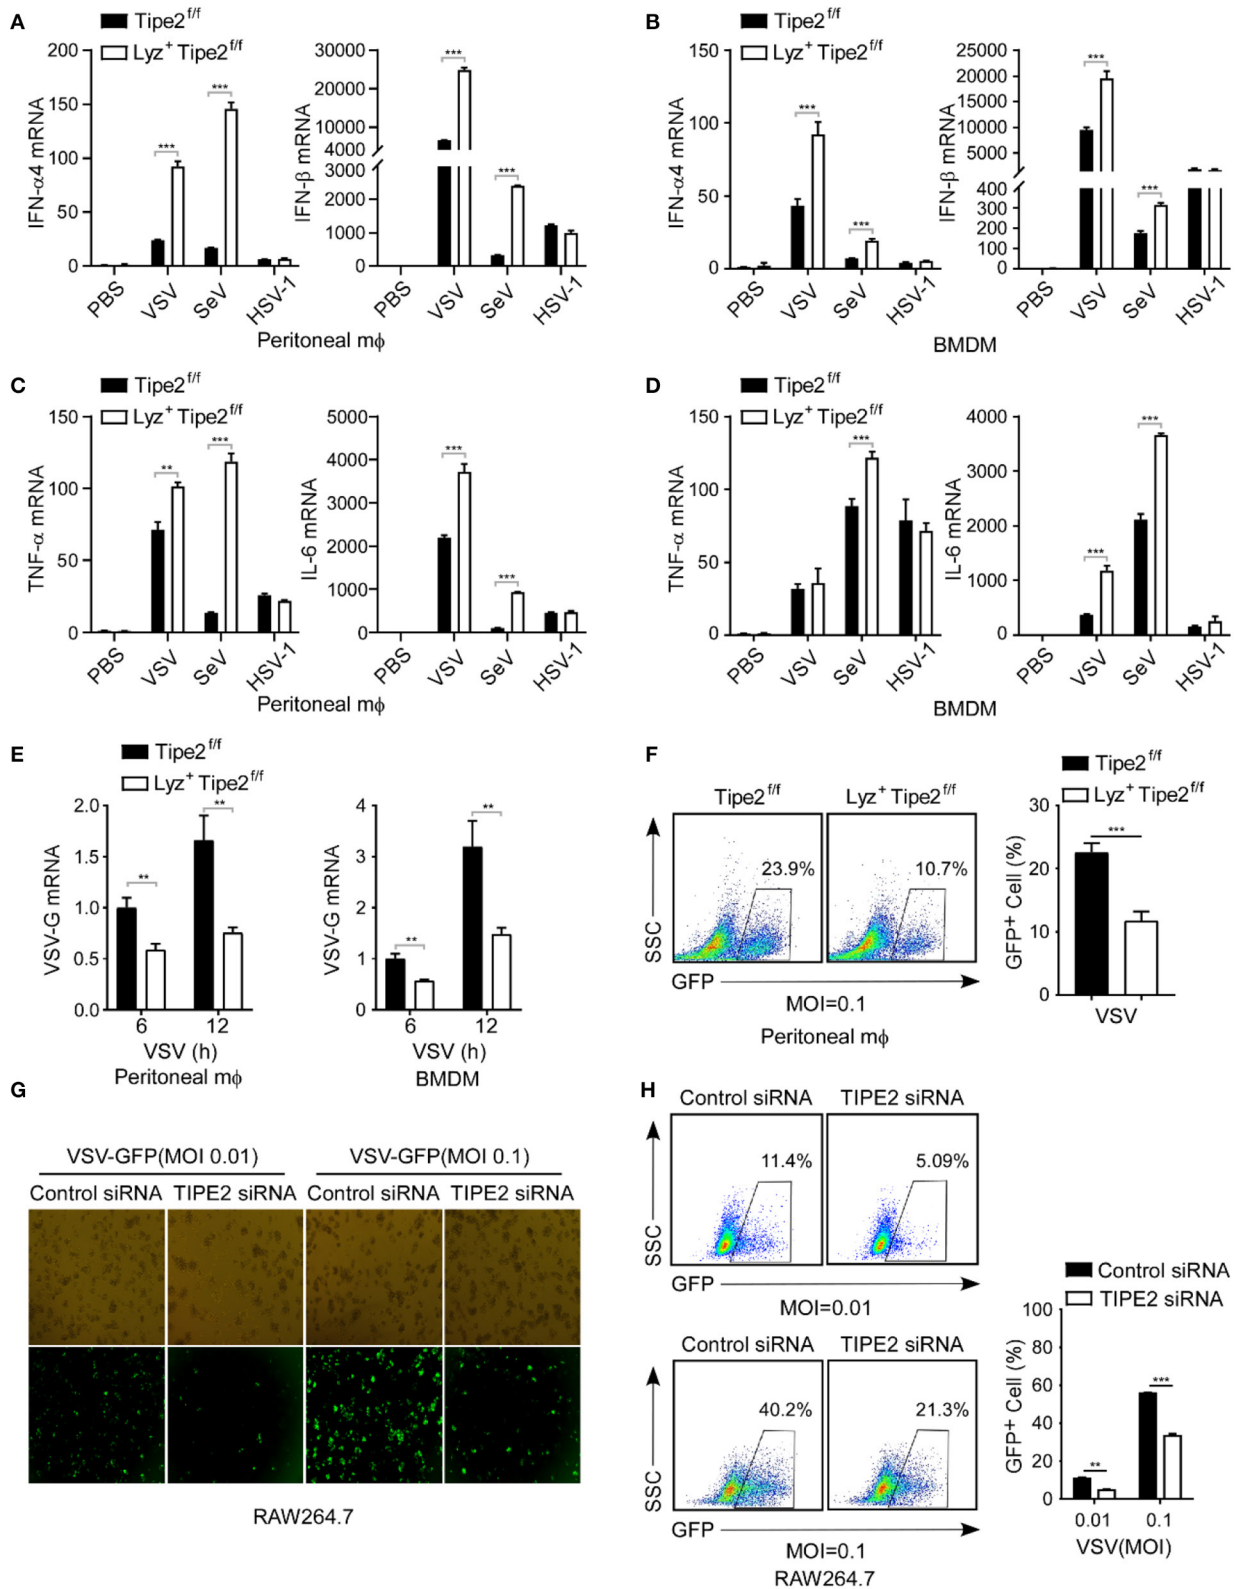 A
Tipe2f/f
Lyz+ Tipe2f/f
IFN-α4 mRNA
200
150
100
50
0
***
***
PBS
VSV
SeV
HSV-1
IFN-β mRNA
30000
20000
10000
4000
3000
2000
1000
0
***
***
PBS
VSV
SeV
HSV-1
Peritoneal mϕ
B
Tipe2f/f
Lyz+ Tipe2f/f
IFN-α4 mRNA
150
100
50
0
***
***
PBS
VSV
SeV
HSV-1
IFN-β mRNA
25000
20000
15000
10000
5000
400
300
200
100
0
***
***
PBS
VSV
SeV
HSV-1
BMDM
C
Tipe2f/f
Lyz+ Tipe2f/f
TNF-α mRNA
150
100
50
0
**
***
PBS
VSV
SeV
HSV-1
IL-6 mRNA
5000
4000
3000
2000
1000
0
***
***
PBS
VSV
SeV
HSV-1
Peritoneal mϕ
D
Tipe2f/f
Lyz+ Tipe2f/f
TNF-α mRNA
150
100
50
0
***
PBS
VSV
SeV
HSV-1
IL-6 mRNA
4000
3000
2000
1000
0
***
***
PBS
VSV
SeV
HSV-1
BMDM
E
Tipe2f/f
Lyz+ Tipe2f/f
VSV-G mRNA
2.0
1.5
1.0
0.5
0.0
**
**
6 12
VSV (h)
Peritoneal mϕ
VSV-G mRNA
4
3
2
1
0
**
**
6 12
VSV (h)
BMDM
F
Tipe2f/f Lyz+ Tipe2f/f
23.9% 10.7%
SSC
GFP
MOI=0.1
Peritoneal mϕ
Tipe2f/f
Lyz+ Tipe2f/f
GFP+ Cell (%)
30
20
10
0
***
VSV
G
VSV-GFP(MOI 0.01) VSV-GFP(MOI 0.1)
Control siRNA TIPE2 siRNA Control siRNA TIPE2 siRNA
RAW264.7
H
Control siRNA TIPE2 siRNA
11.4% 5.09%
SSC
GFP
MOI=0.01
Control siRNA TIPE2 siRNA
40.2% 21.3%
SSC
GFP
MOI=0.1
RAW264.7
Control siRNA
TIPE2 siRNA
GFP+ Cell (%)
100
80
60
40
20
0
**
***
0.01 0.1
VSV(MOI)